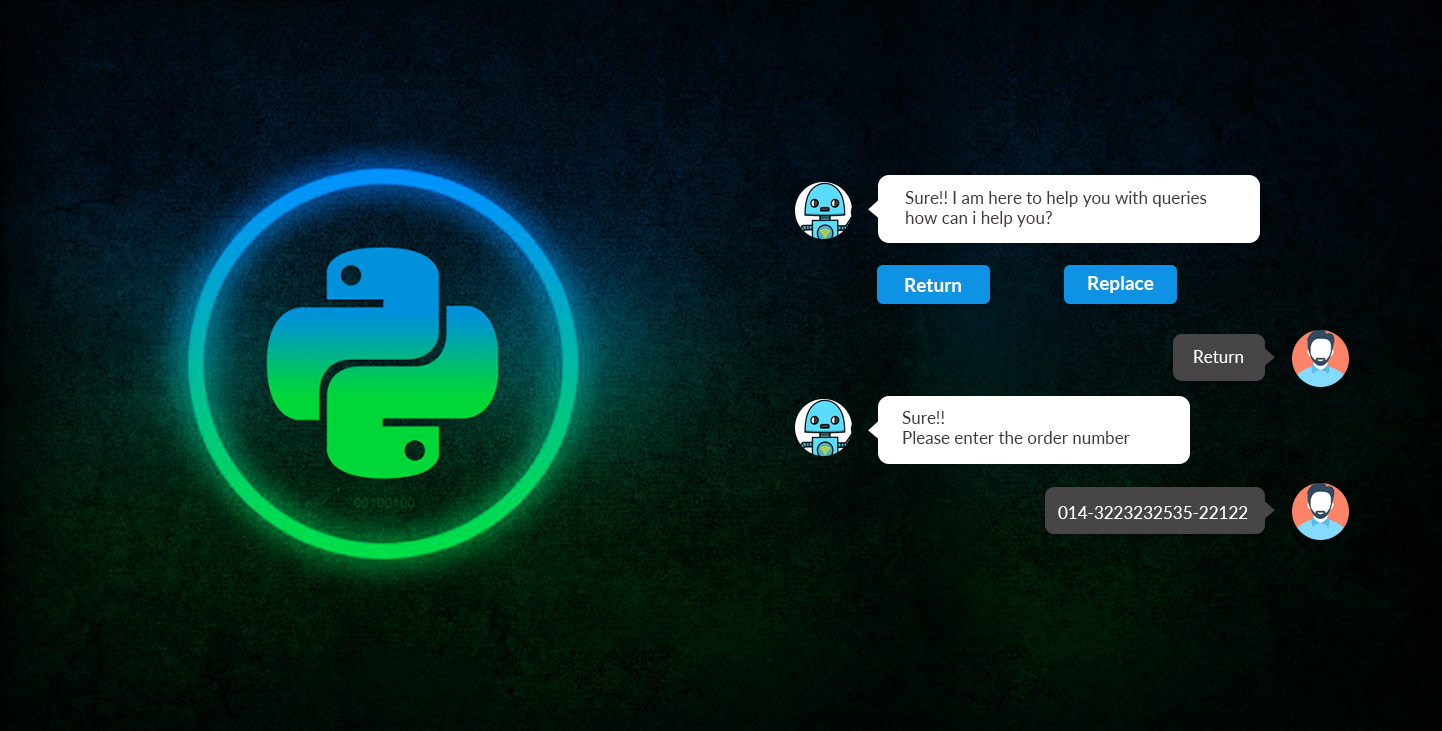 Sure!! I am here to help you with queries
how can i help you?
Return
Replace
Return
Sure!!
Please enter the order number
014-3223232535-22122
00100100